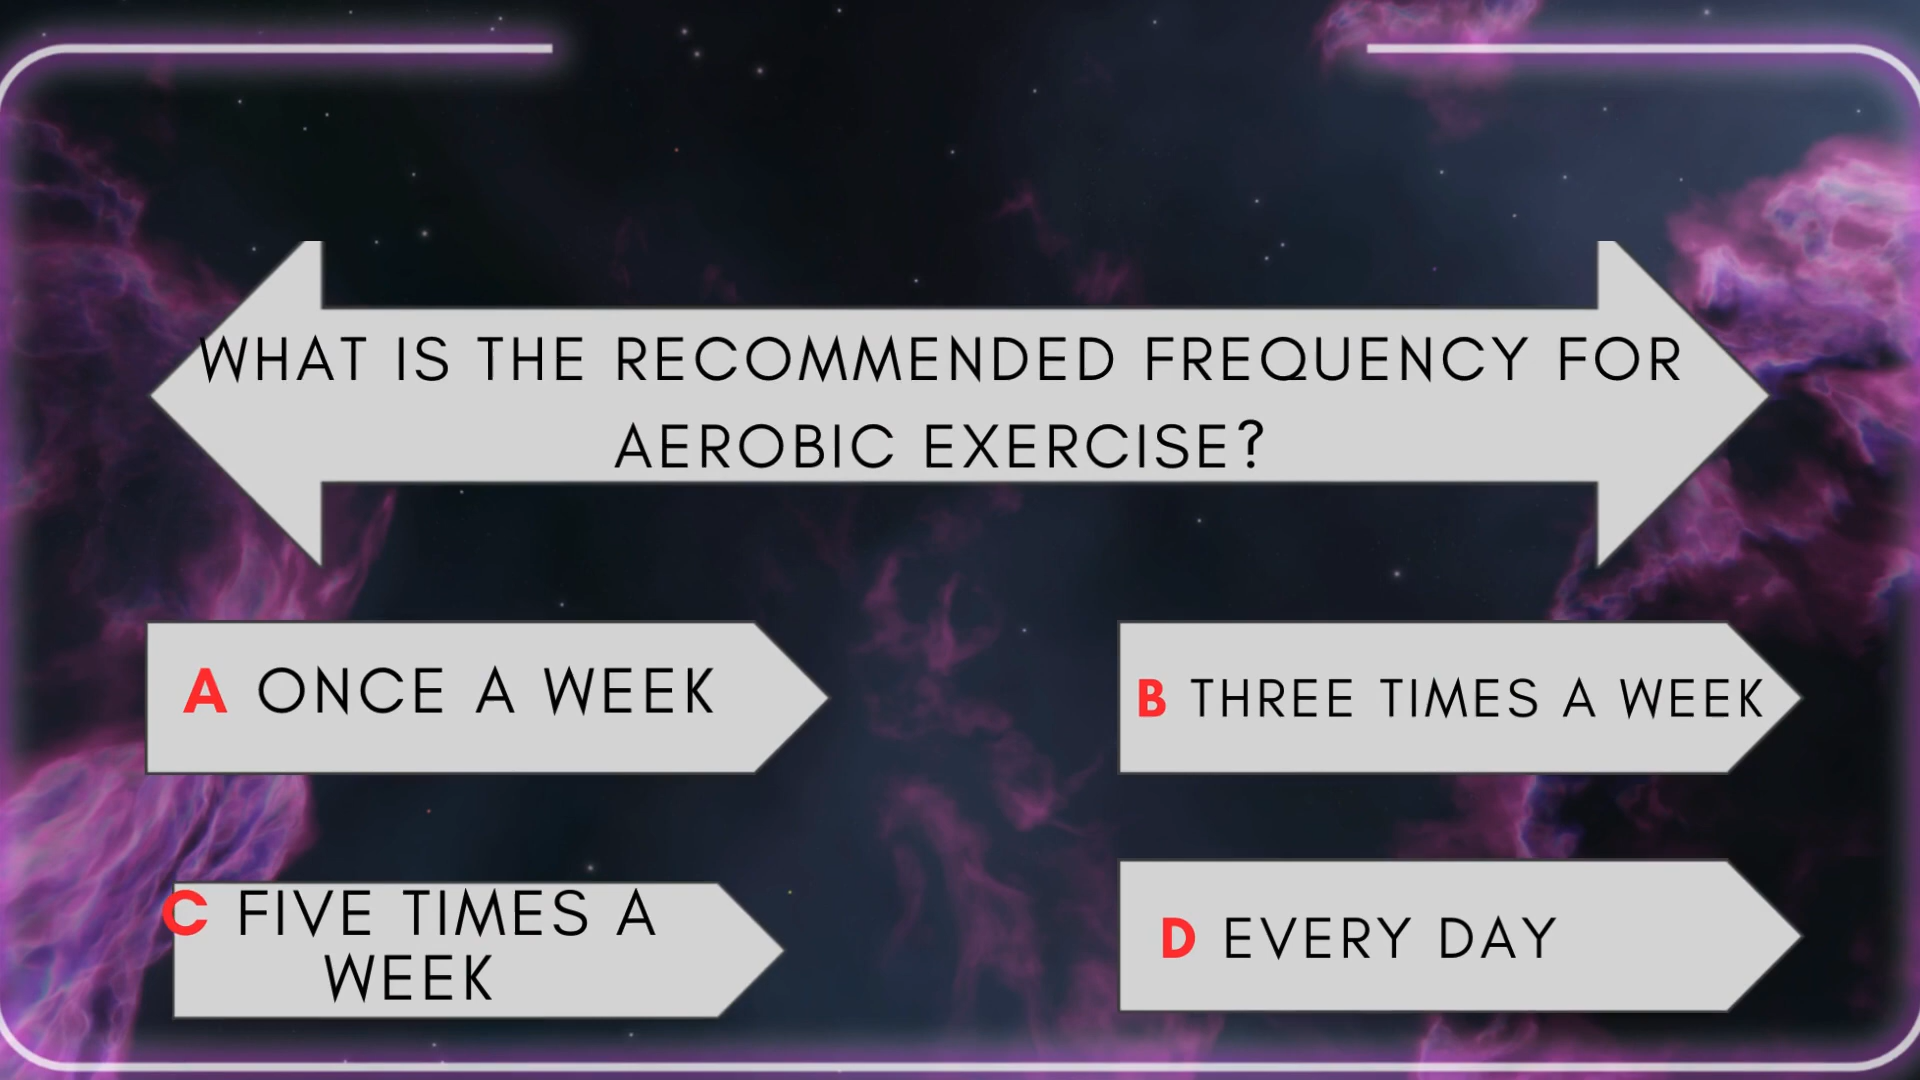 WHAT IS THE RECOMMENDED FREQUENCY FOR
AEROBIC EXERCISE?
A ONCE A WEEK
B THREE TIMES A WEEK
C FIVE TIMES A
WEEK
D EVERY DAY